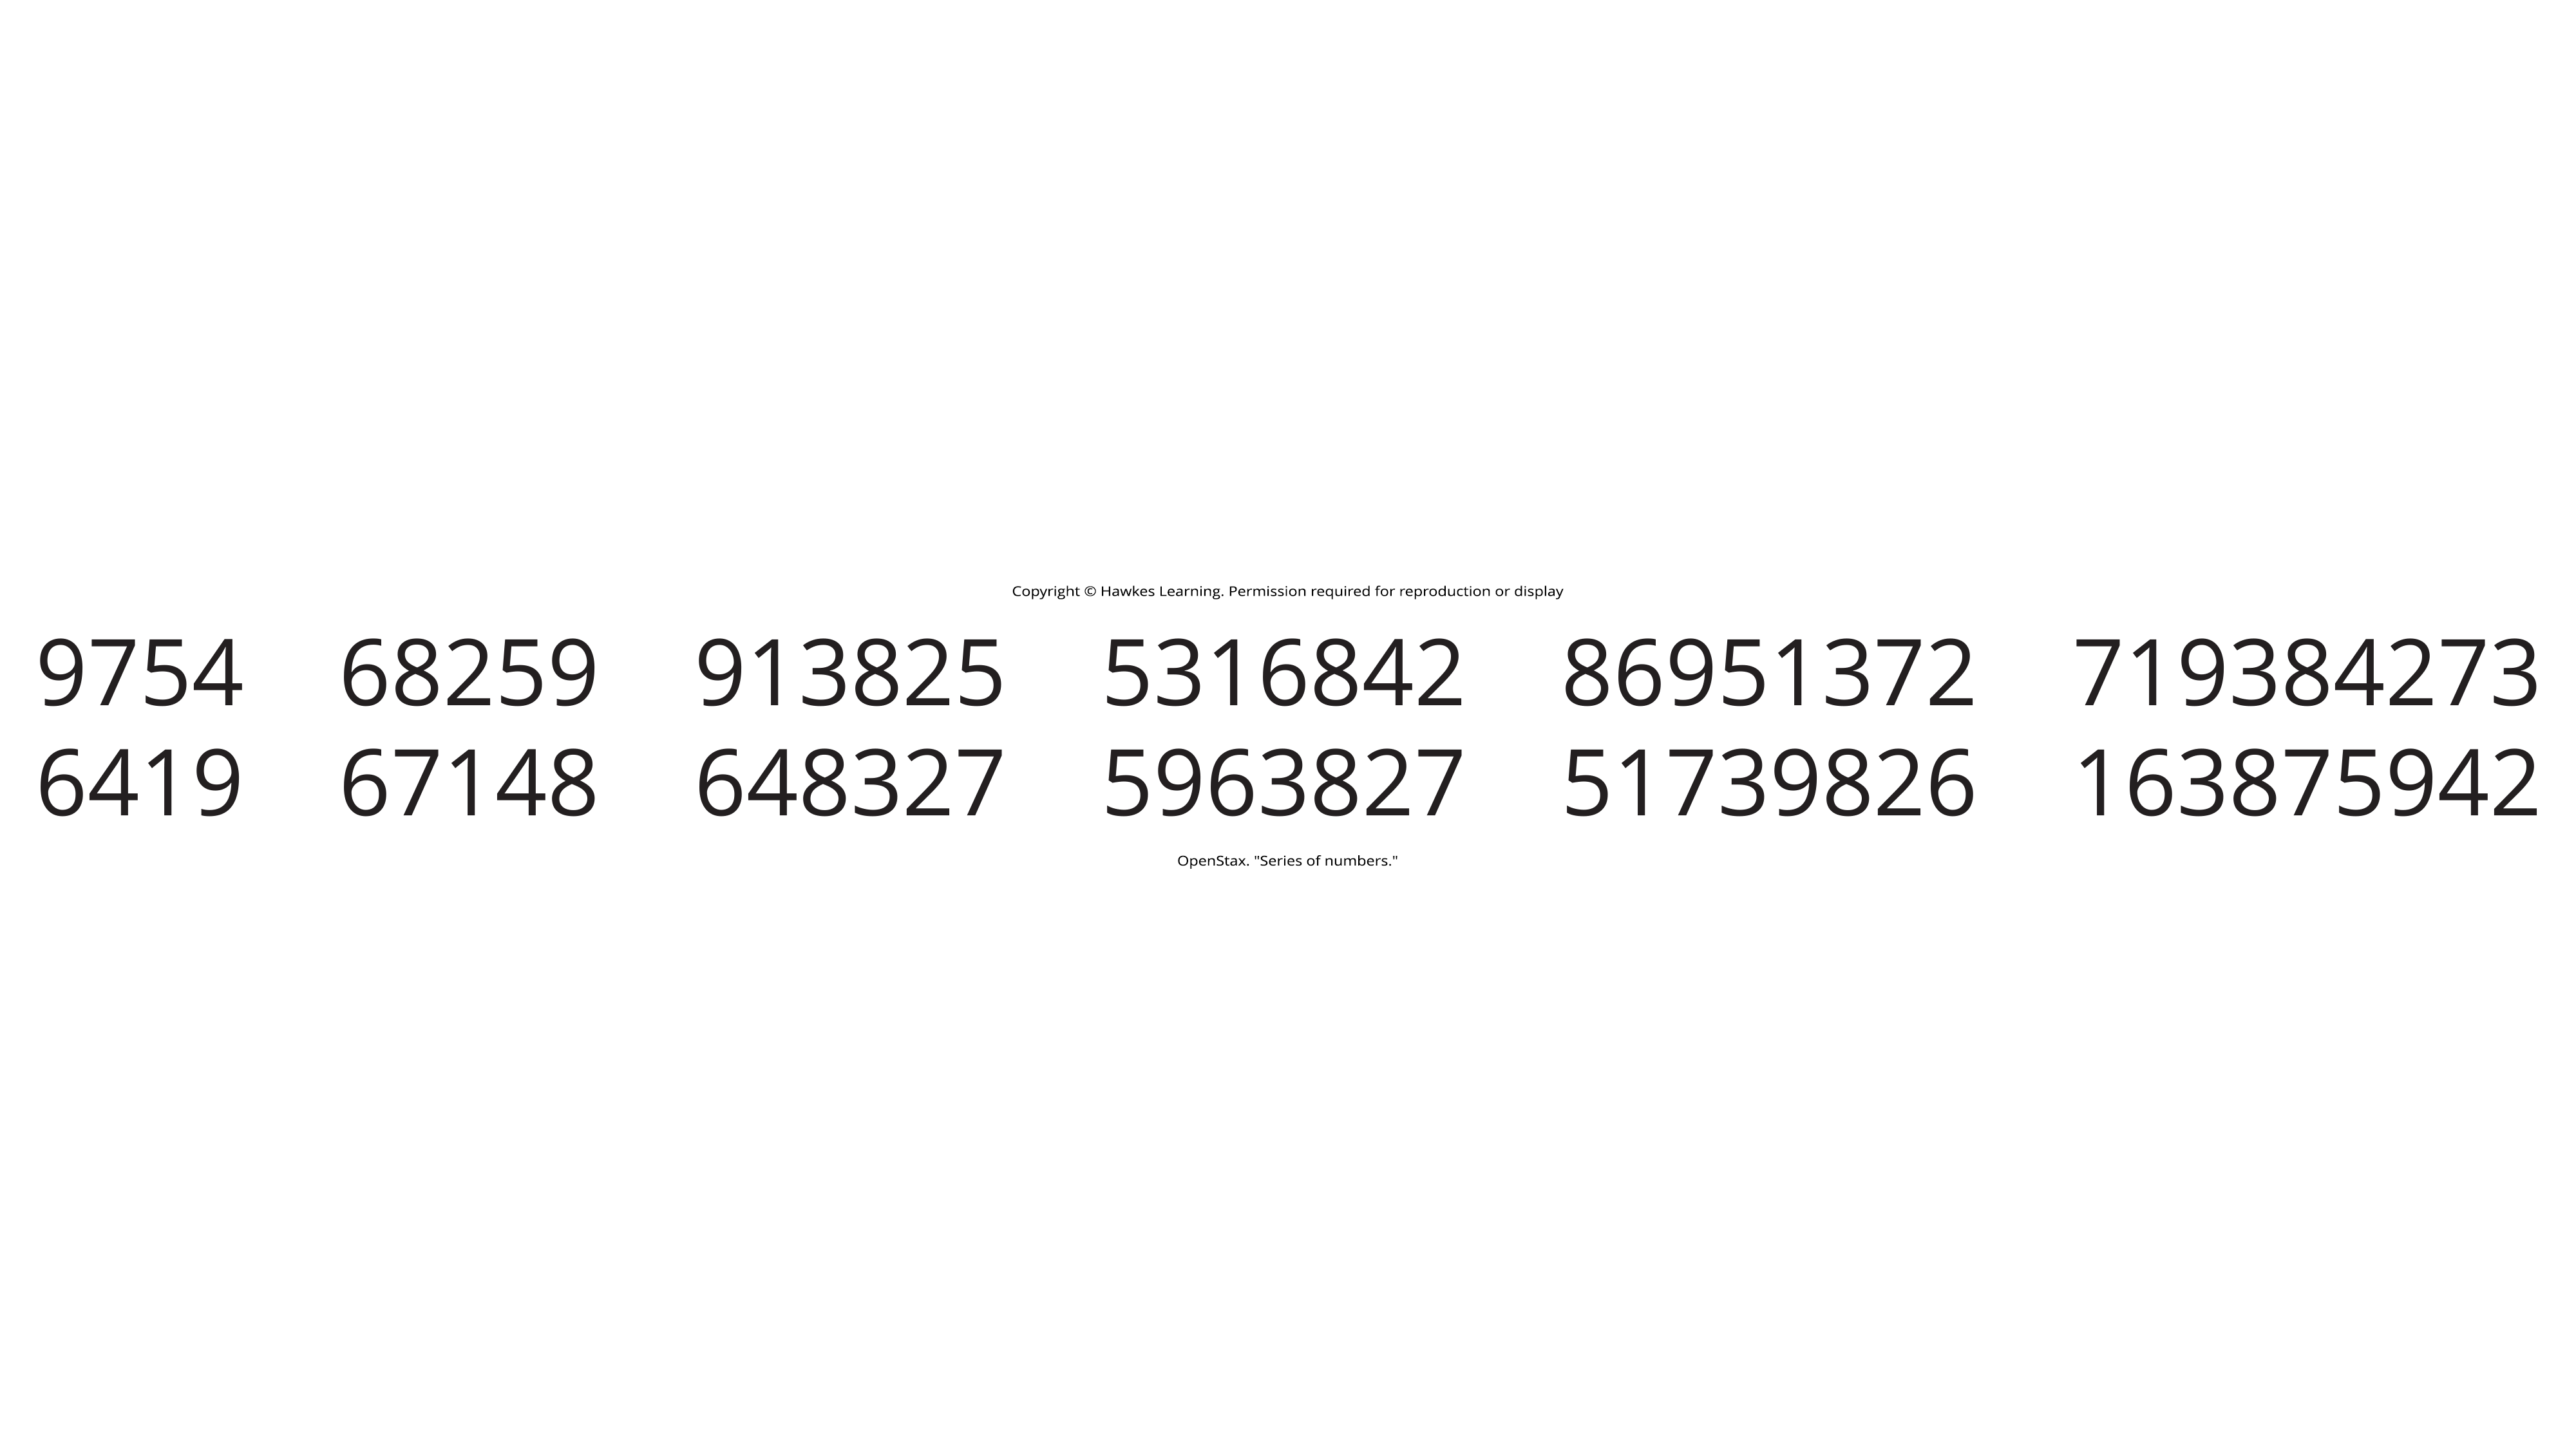 Copyright © Hawkes Learning. Permission required for reproduction or display
9754 68259 913825 5316842 86951372 719384273
6419 67148 648327 5963827 51739826 163875942
OpenStax. "Series of numbers."